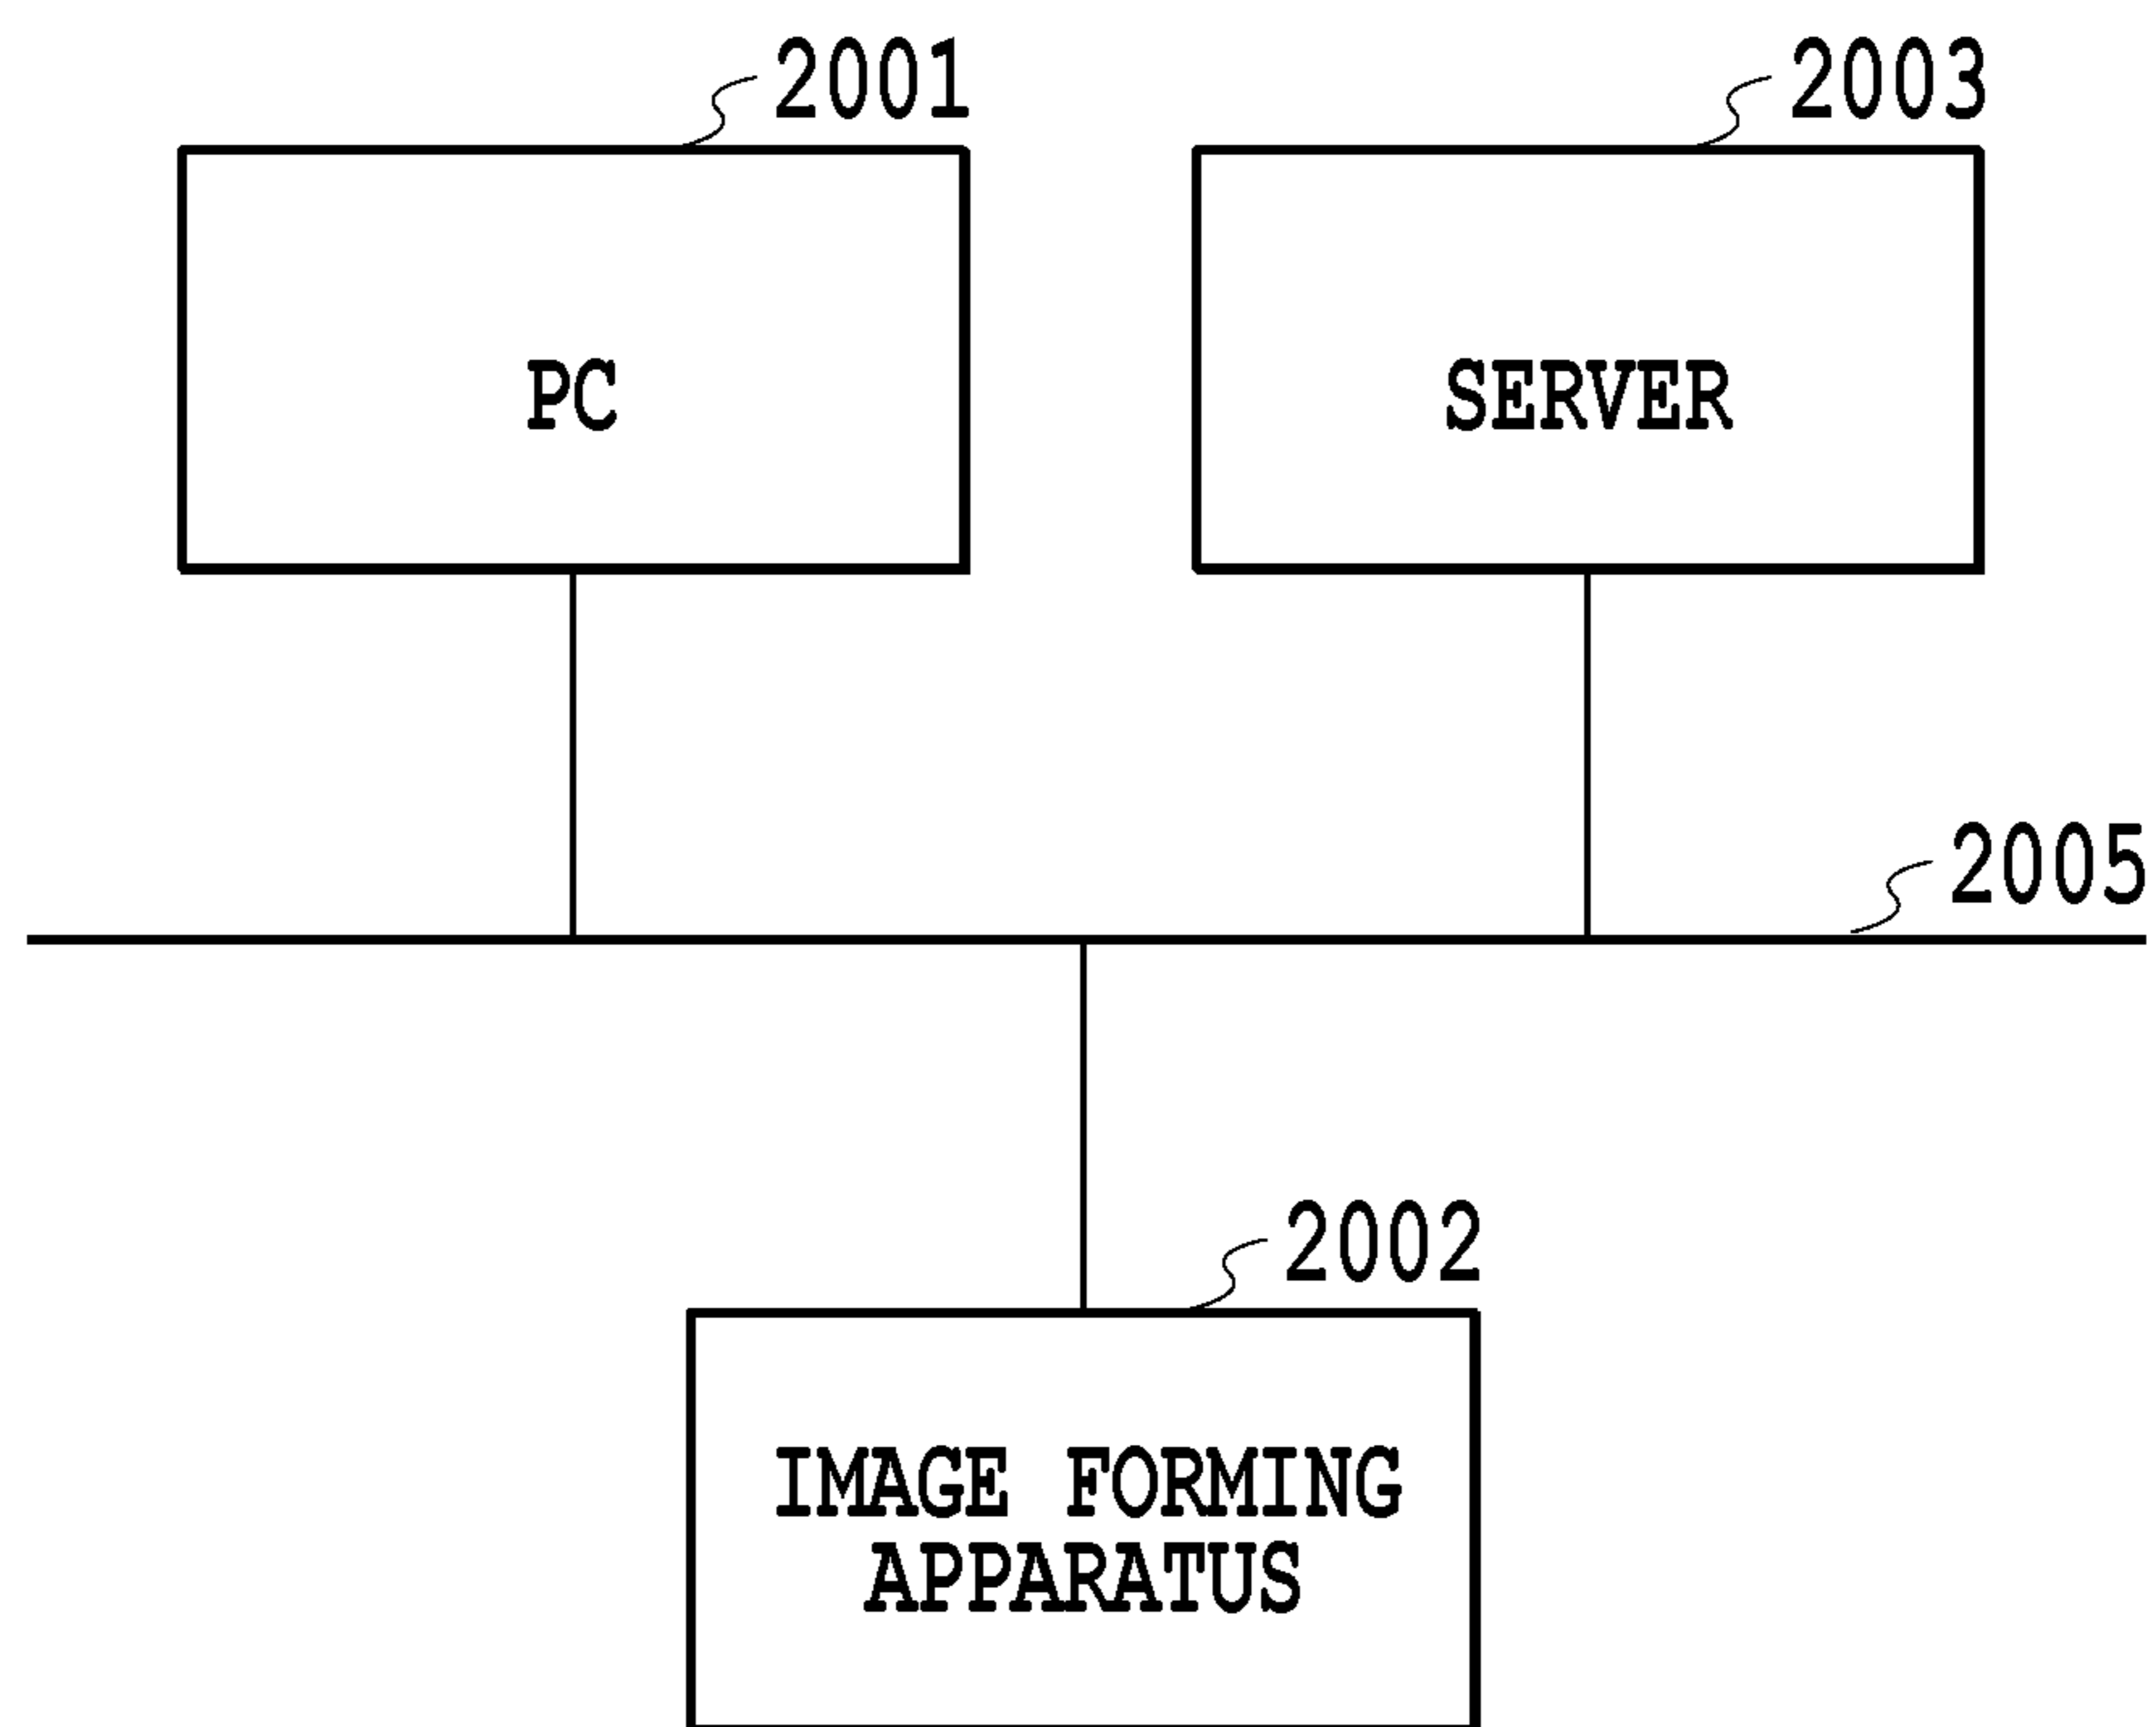 2001
2003
PC
SERVER
2005
2002
IMAGE FORMING
APPARATUS